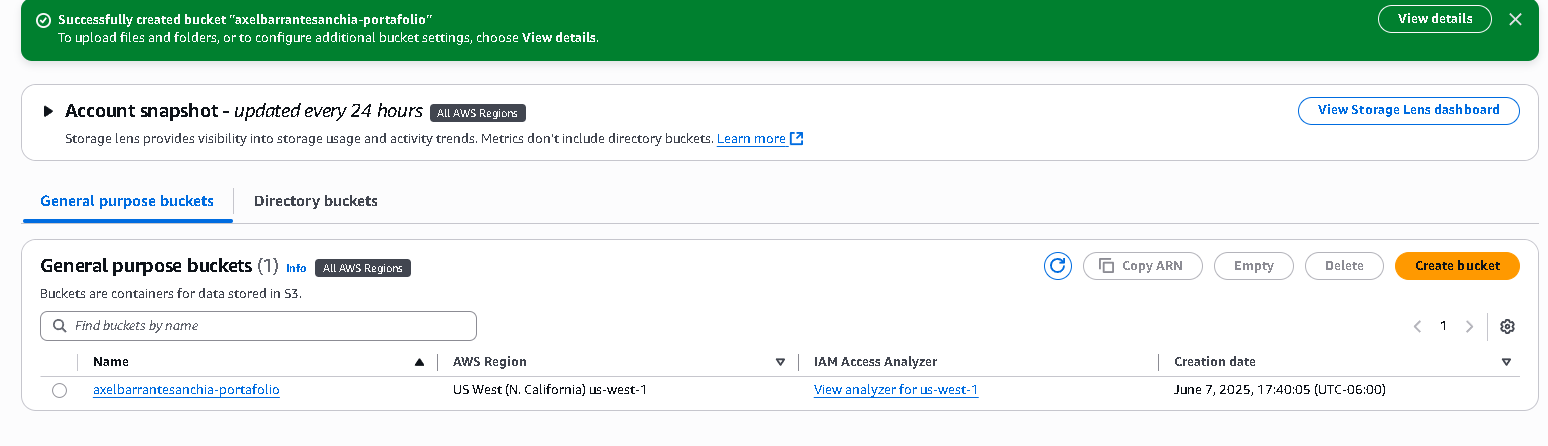 Successfully created bucket "axelbarrantesanchia-portafolio"
View details
To upload files and folders, or to configure additional bucket settings, choose View details.
Account snapshot - updated every 24 hours All AWS Regions
View Storage Lens dashboard
Storage lens provides visibility into storage usage and activity trends. Metrics don't include directory buckets. Learn more
General purpose buckets Directory buckets
General purpose buckets (1) Info All AWS Regions
Copy ARN Empty Delete Create bucket
Buckets are containers for data stored in S3.
Find buckets by name
1
Name AWS Region IAM Access Analyzer Creation date
axelbarrantesanchia-portafolio US West (N. California) us-west-1 View analyzer for us-west-1 June 7, 2025, 17:40:05 (UTC-06:00)